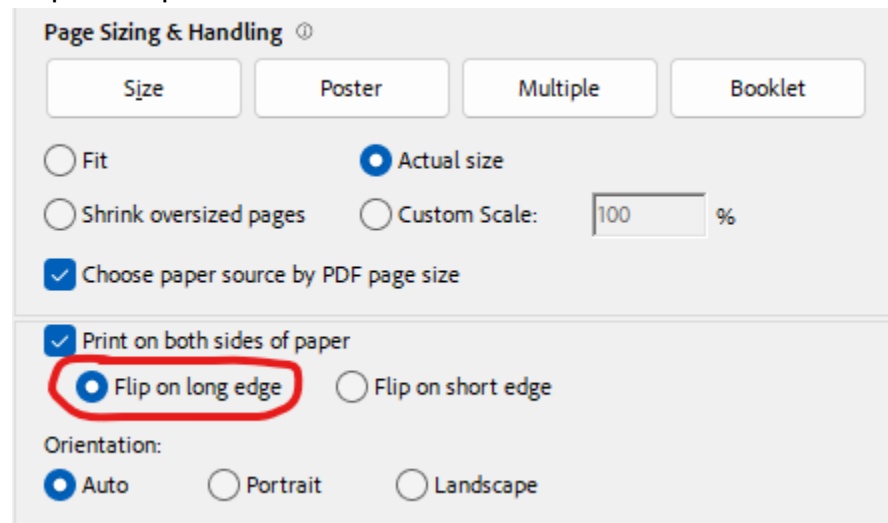 Page Sizing & Handling ⓘ
Size Poster Multiple Booklet
Fit Actual size
Shrink oversized pages Custom Scale: 100 %
Choose paper source by PDF page size
Print on both sides of paper
Flip on long edge Flip on short edge
Orientation:
Auto Portrait Landscape